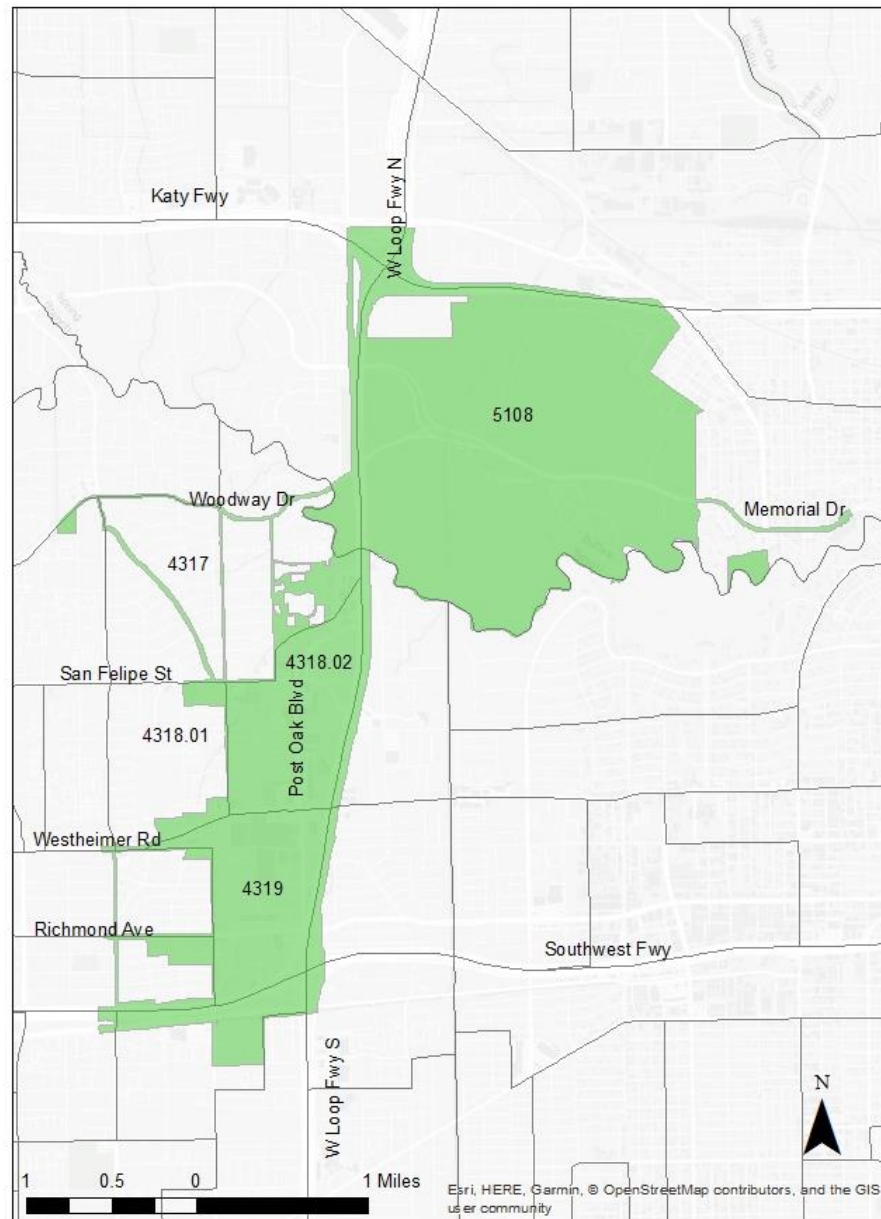 Katy Fwy
W Loop Fwy N
5108
Woodway Dr
Memorial Dr
4317
San Felipe St
4318.02
4318.01
Post Oak Blvd
Westheimer Rd
4319
Richmond Ave
Southwest Fwy
W Loop Fwy S
N
1 0.5 0 1 Miles
Esri, HERE, Garmin, © OpenStreetMap contributors, and the GIS
user community